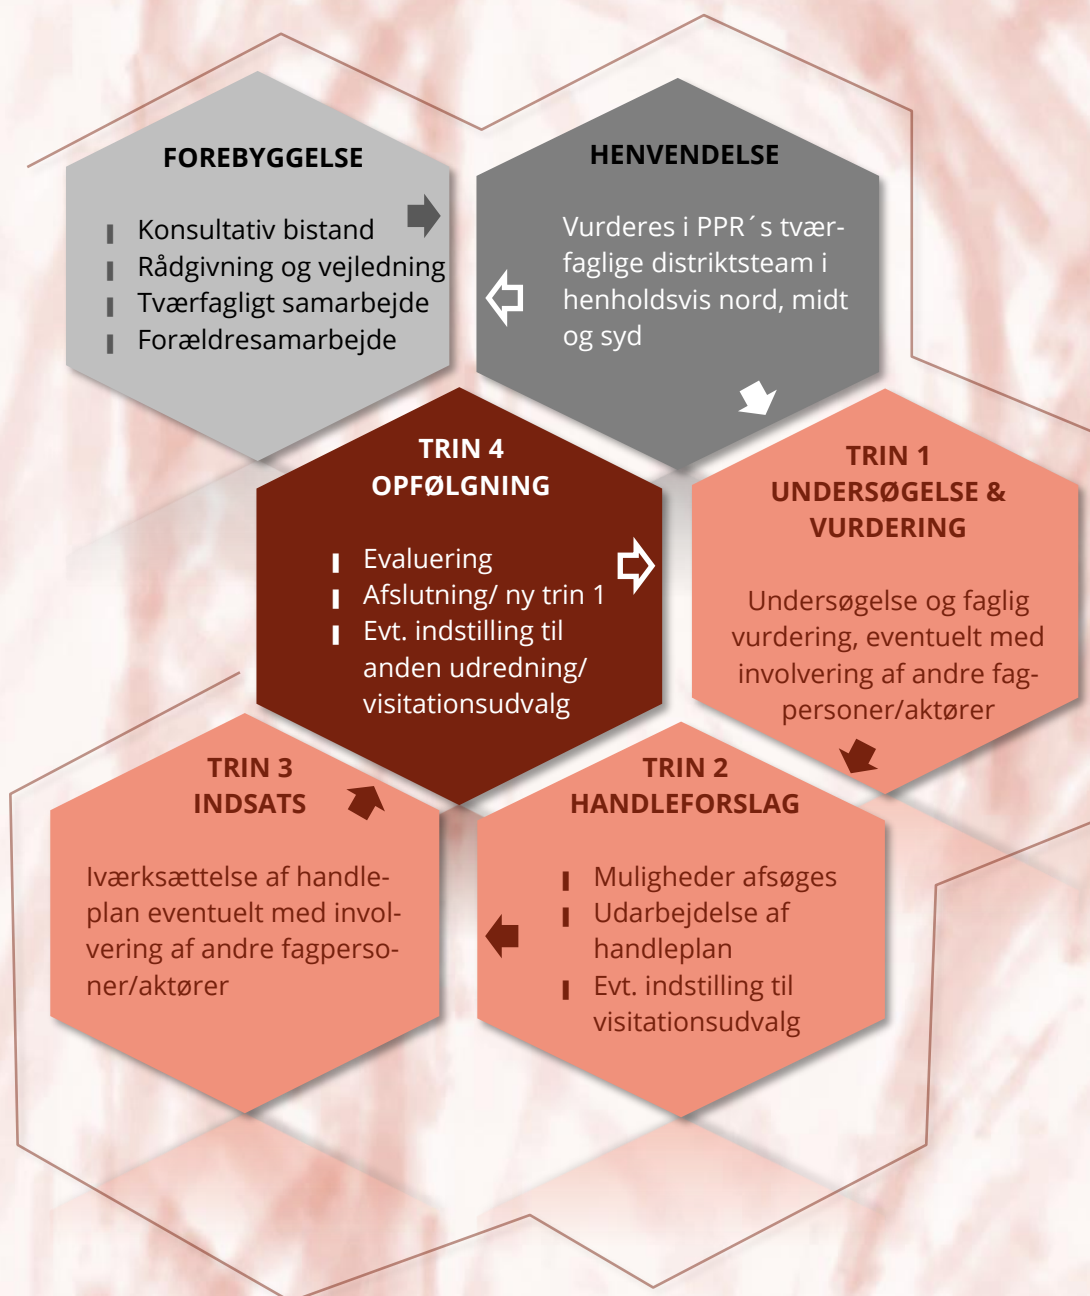 FOREBYGGELSE
Konsultativ bistand
Rådgivning og vejledning
Tværfagligt samarbejde
Forældresamarbejde
HENVENDELSE
Vurderes i PPR´s tvær-
faglige distriktsteam i
henholdsvis nord, midt
og syd
TRIN 1
UNDERSØGELSE &
VURDERING
Undersøgelse og faglig
vurdering, eventuelt med
involvering af andre fag-
personer/aktører
TRIN 2
HANDLEFORSLAG
Muligheder afsøges
Udarbejdelse af
handleplan
Evt. indstilling til
visitationsudvalg
TRIN 3
INDSATS
Iværksættelse af handle-
plan eventuelt med invol-
vering af andre fagperso-
ner/aktører
TRIN 4
OPFØLGNING
Evaluering
Afslutning/ ny trin 1
Evt. indstilling til
anden udredning/
visitationsudvalg